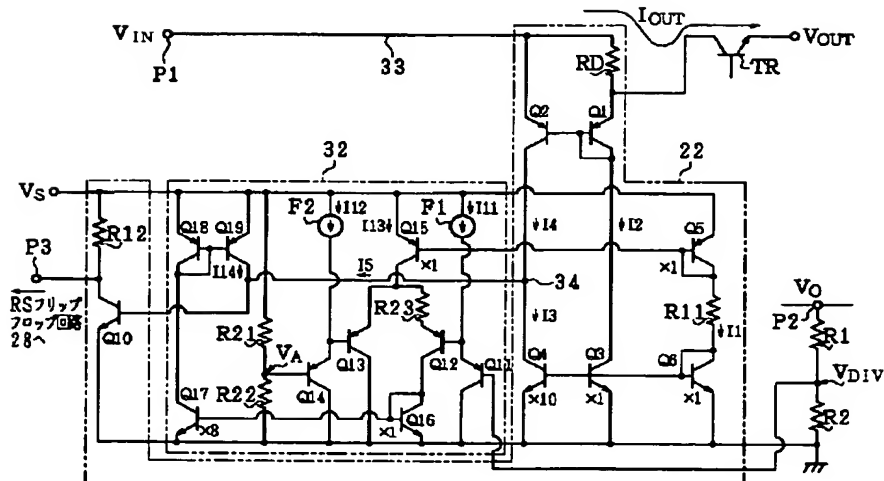 VIN
P1
33
IOUT
VOUT
TR
RD
Q2
Q1
32
22
VS
R12
P3
RSフリップ
フロップ回路
28へ
Q10
Q18
Q19
I14
F2
I12
I13
Q15
×1
F1
I11
I5
I4
I2
34
I3
Q5
×1
R11
I1
VO
P2
R1
VDIV
R2
R21
VA
R22
R23
Q13
Q12
Q11
Q14
Q17
×8
×1
Q16
Q4
×10
Q3
×1
Q6
×1